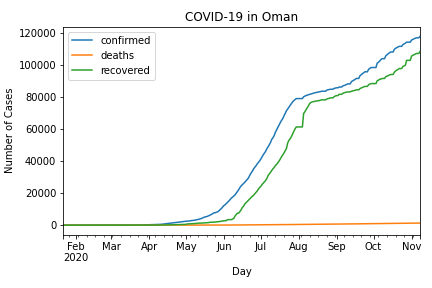 COVID-19 in Oman
120000
100000
80000
60000
40000
20000
0
Number of Cases
confirmed
deaths
recovered
Feb Mar Apr May Jun Jul Aug Sep Oct Nov
2020
Day